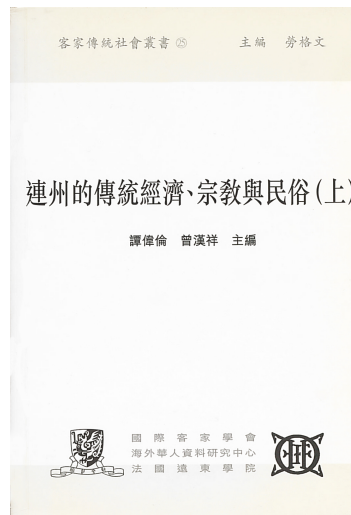 客家傳統社會叢書㉕ 主編 勞格文
連州的傳統經濟、宗教與民俗(上)
譚偉倫 曾漢祥 主編
國際客家學會
海外華人資料研究中心
法國遠東學院